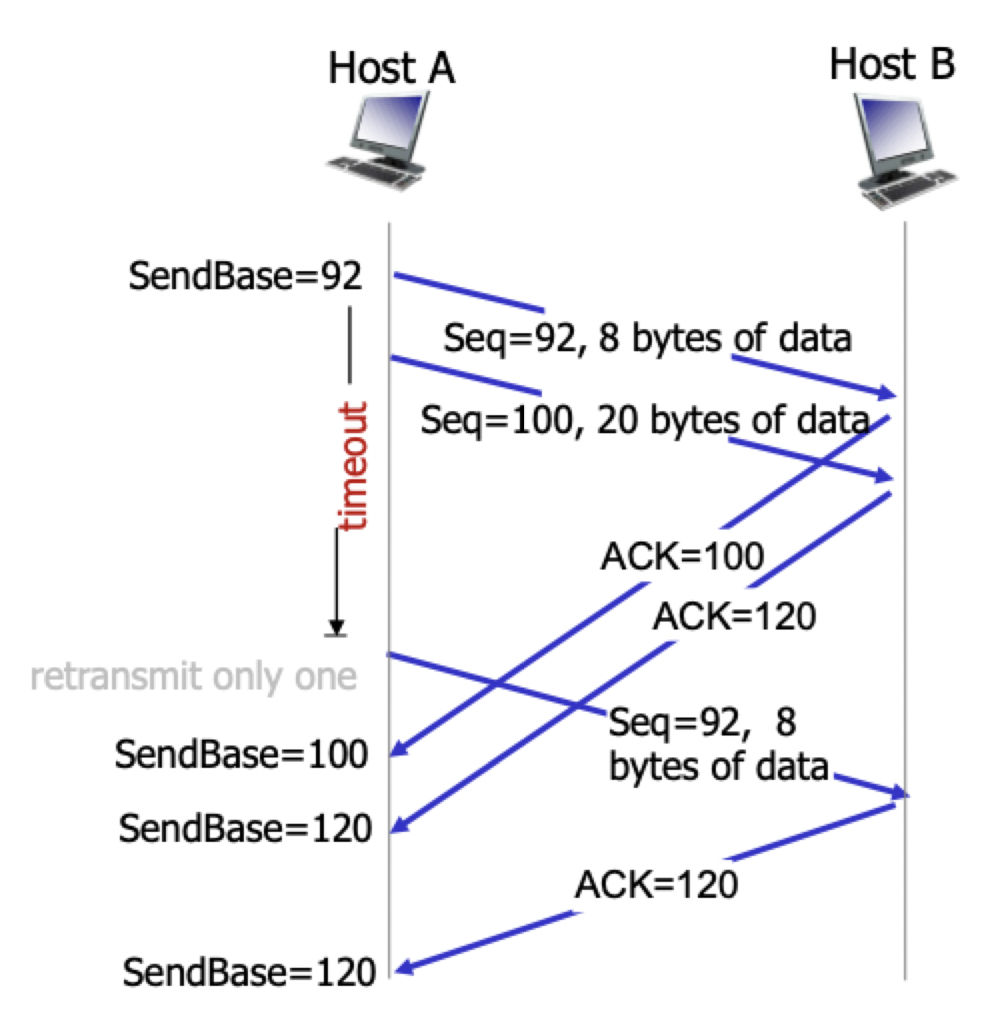 Host A
Host B
SendBase=92
Seq=92, 8 bytes of data
timeout
Seq=100, 20 bytes of data
ACK=100
ACK=120
retransmit only one
Seq=92, 8
bytes of data
SendBase=100
SendBase=120
ACK=120
SendBase=120